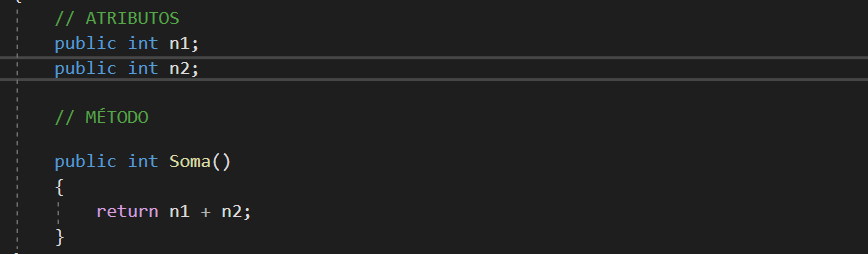 // ATRIBUTOS
public int n1;
public int n2;
// MÉTODO
public int Soma()
{
return n1 + n2;
}